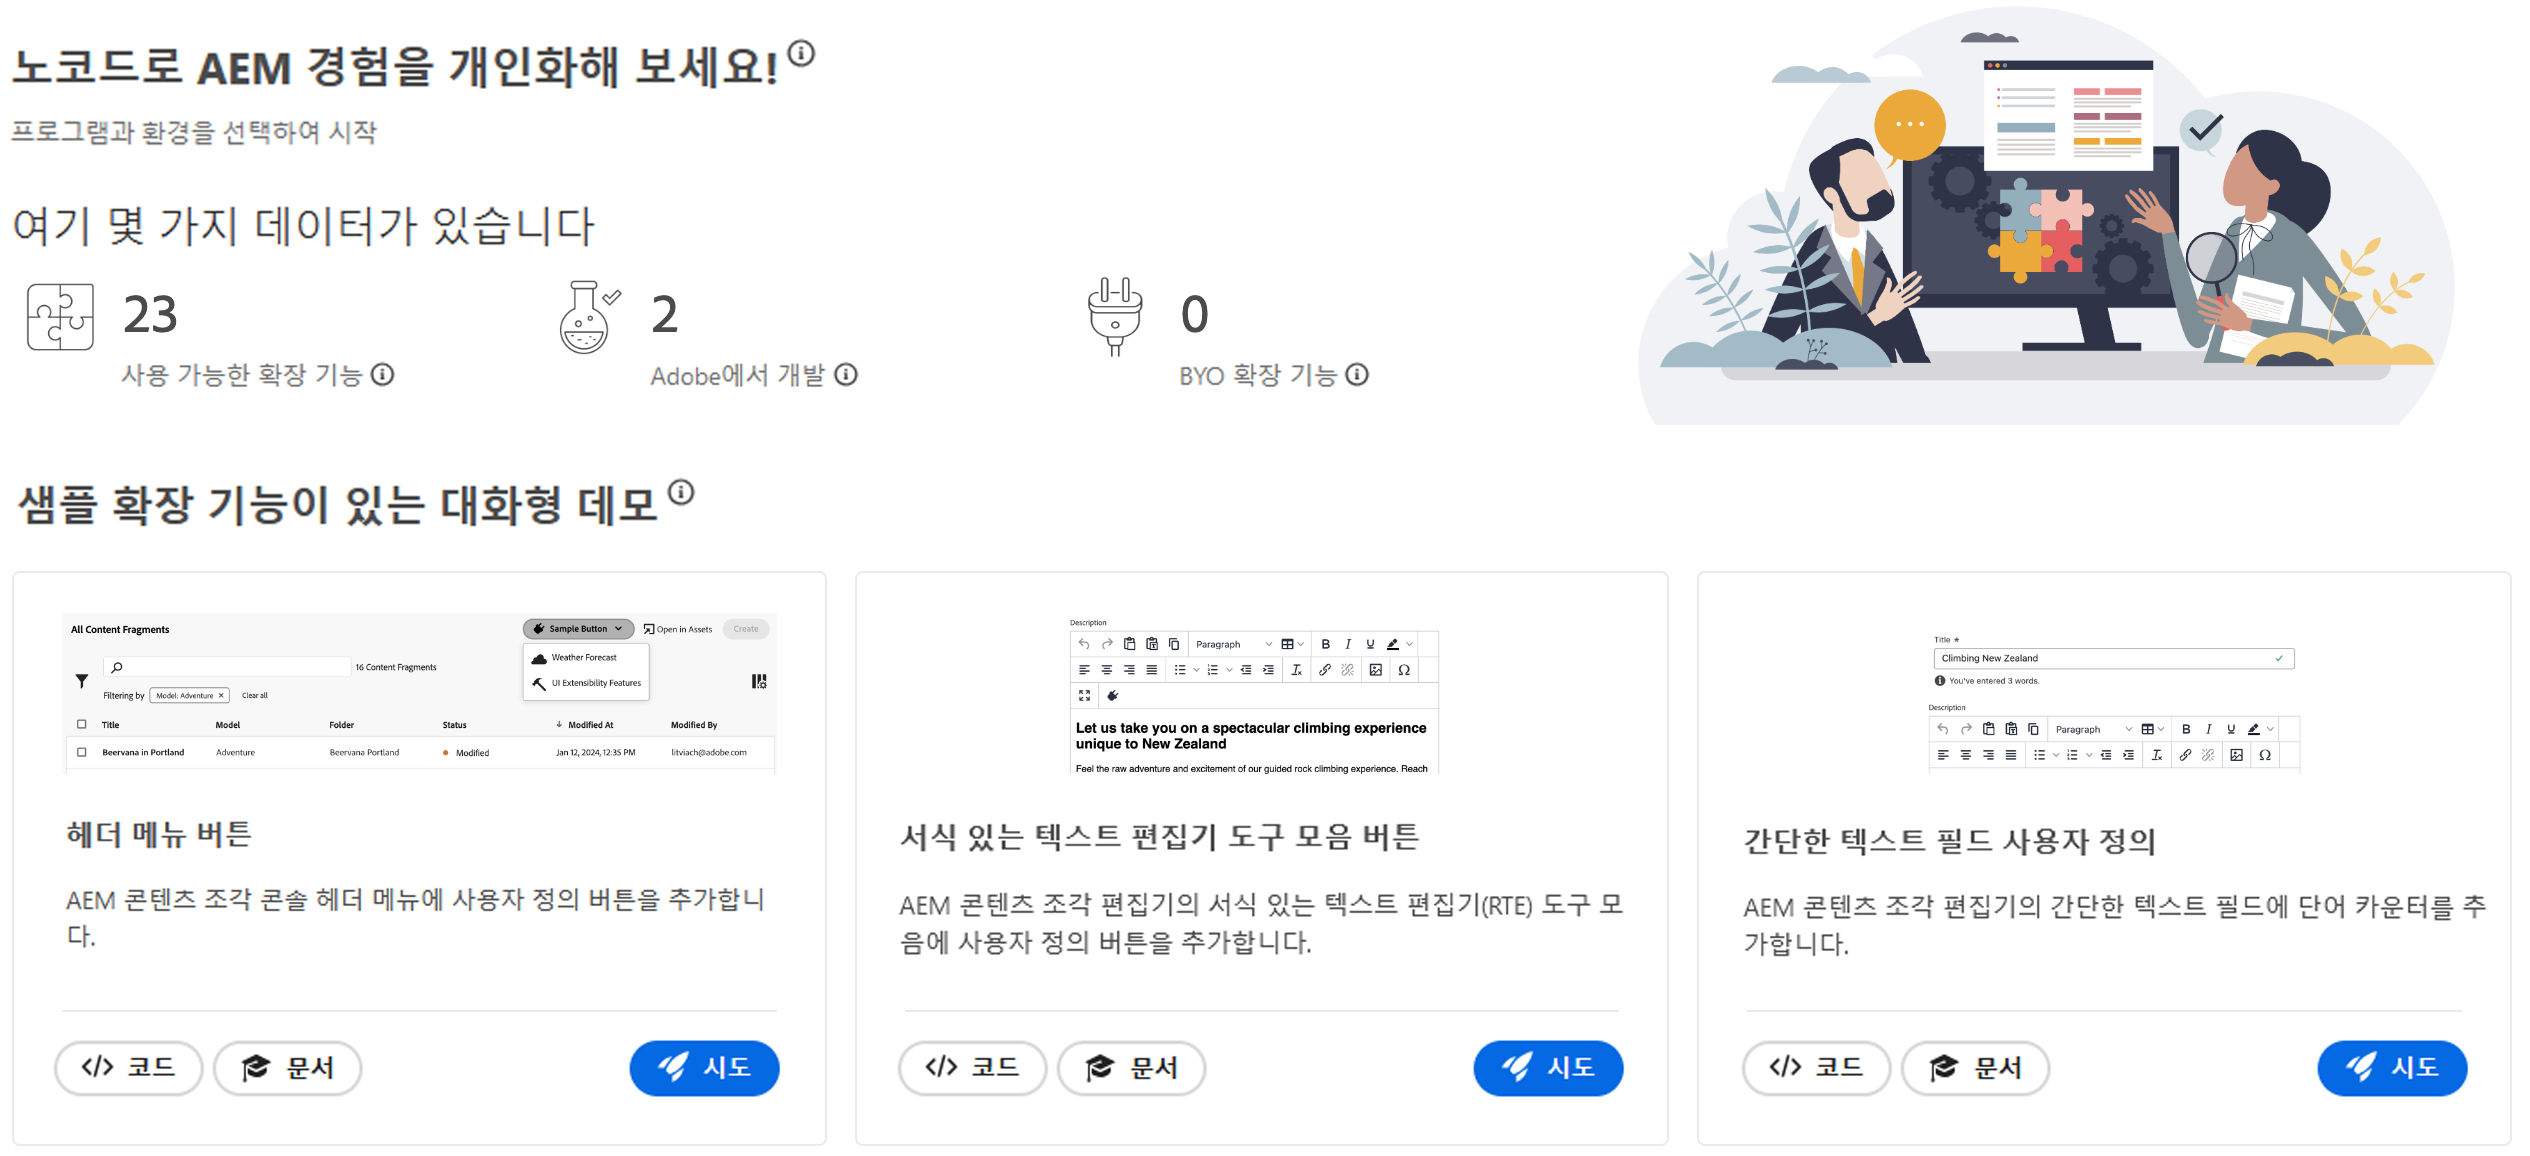 노코드로 AEM 경험을 개인화해 보세요!
프로그램과 환경을 선택하여 시작
여기 몇 가지 데이터가 있습니다
23
사용 가능한 확장 기능
2
Adobe에서 개발
0
BYO 확장 기능
샘플 확장 기능이 있는 대화형 데모
All Content Fragments
Sample Button
Open in Assets
Create
16 Content Fragments
Weather Forecast
UI Extensibility Features
Filtering by Model: Adventure Clear all
Title Model Folder Status Modified At Modified By
Beervana in Portland Adventure Beervana Portland Modified Jan 12, 2024, 12:35 PM litviach@adobe.com
헤더 메뉴 버튼
AEM 콘텐츠 조각 콘솔 헤더 메뉴에 사용자 정의 버튼을 추가합니
다.
코드 문서 시도
Description
Paragraph B I U
Let us take you on a spectacular climbing experience
unique to New Zealand
Feel the raw adventure and excitement of our guided rock climbing experience. Reach
서식 있는 텍스트 편집기 도구 모음 버튼
AEM 콘텐츠 조각 편집기의 서식 있는 텍스트 편집기(RTE) 도구 모
음에 사용자 정의 버튼을 추가합니다.
코드 문서 시도
Title *
Climbing New Zealand
You've entered 3 words.
Description
Paragraph B I U
간단한 텍스트 필드 사용자 정의
AEM 콘텐츠 조각 편집기의 간단한 텍스트 필드에 단어 카운터를 추
가합니다.
코드 문서 시도